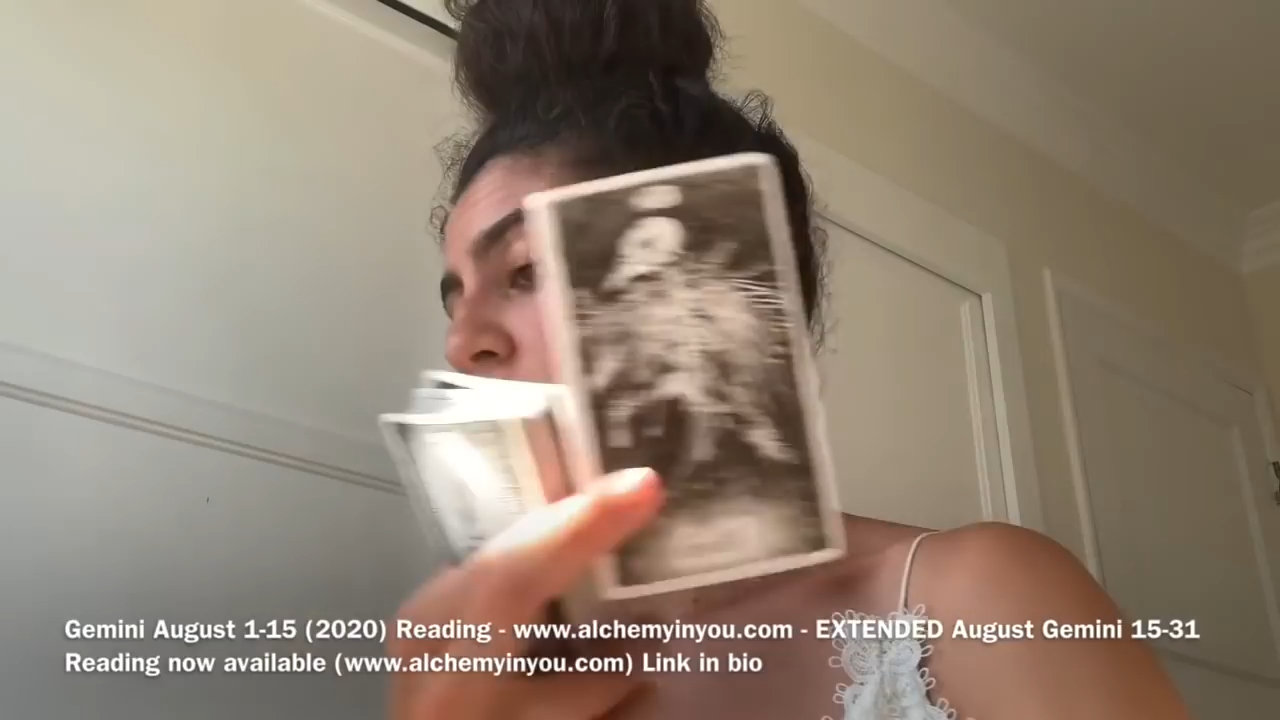 Gemini August 1-15 (2020) Reading - www.alchemyinyou.com - EXTENDED August Gemini 15-31
Reading now available (www.alchemyinyou.com) Link in bio